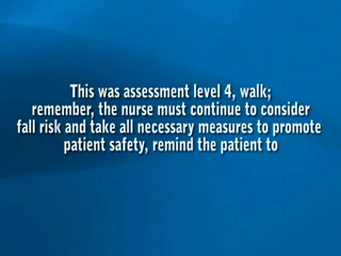 This was assessment level 4, walk;
remember, the nurse must continue to consider
fall risk and take all necessary measures to promote
patient safety, remind the patient to